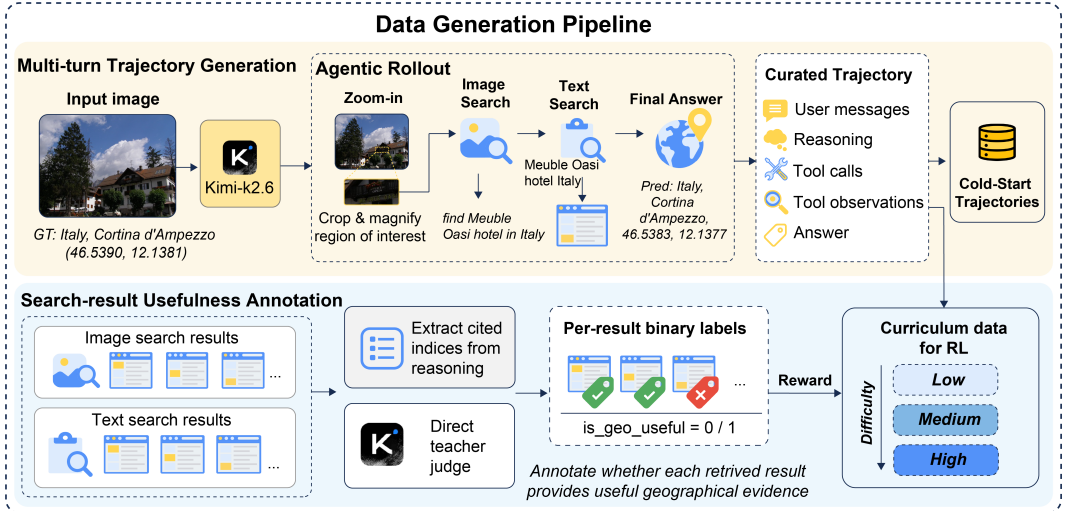 Data Generation Pipeline
Multi-turn Trajectory Generation
Input image
Kimi-k2.6
GT: Italy, Cortina d'Ampezzo
(46.5390, 12.1381)
Agentic Rollout
Zoom-in
Crop & magnify
region of interest
Image
Search
find Meuble
Oasi hotel in Italy
Text
Search
Meuble Oasi
hotel Italy
Final Answer
Pred: Italy,
Cortina
d'Ampezzo,
46.5383, 12.1377
Curated Trajectory
User messages
Reasoning
Tool calls
Tool observations
Answer
Cold-Start
Trajectories
Search-result Usefulness Annotation
Image search results
...
Text search results
...
Extract cited
indices from
reasoning
Direct
teacher
judge
Per-result binary labels
...
is_geo_useful = 0 / 1
Annotate whether each retrived result
provides useful geographical evidence
Reward
Curriculum data
for RL
Difficulty
Low
Medium
High